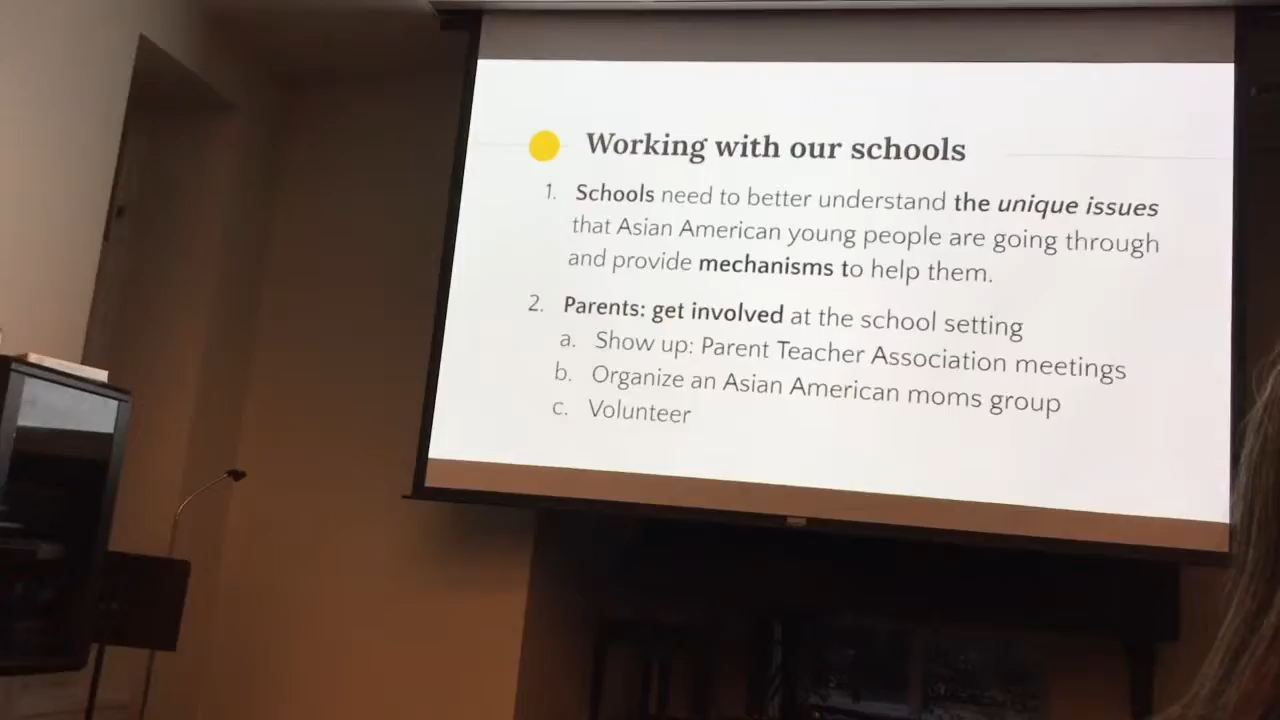 Working with our schools
1. Schools need to better understand the unique issues
that Asian American young people are going through
and provide mechanisms to help them.
2. Parents: get involved at the school setting
a. Show up: Parent Teacher Association meetings
b. Organize an Asian American moms group
c. Volunteer